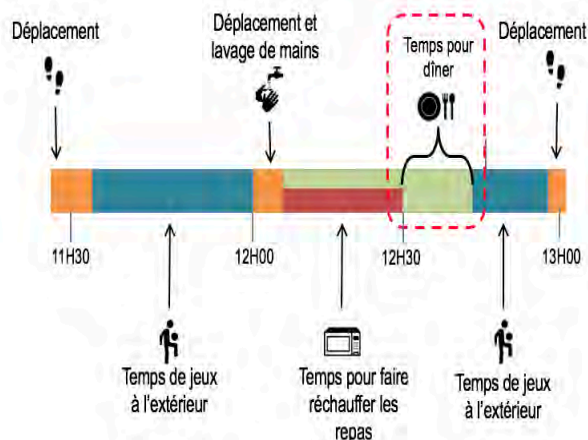 Déplacement
Déplacement et
lavage de mains
Temps pour
dîner
Déplacement
11H30
12H00
12H30
13H00
Temps de jeux
à l'extérieur
Temps pour faire
réchauffer les
repas
Temps de jeux
à l'extérieur